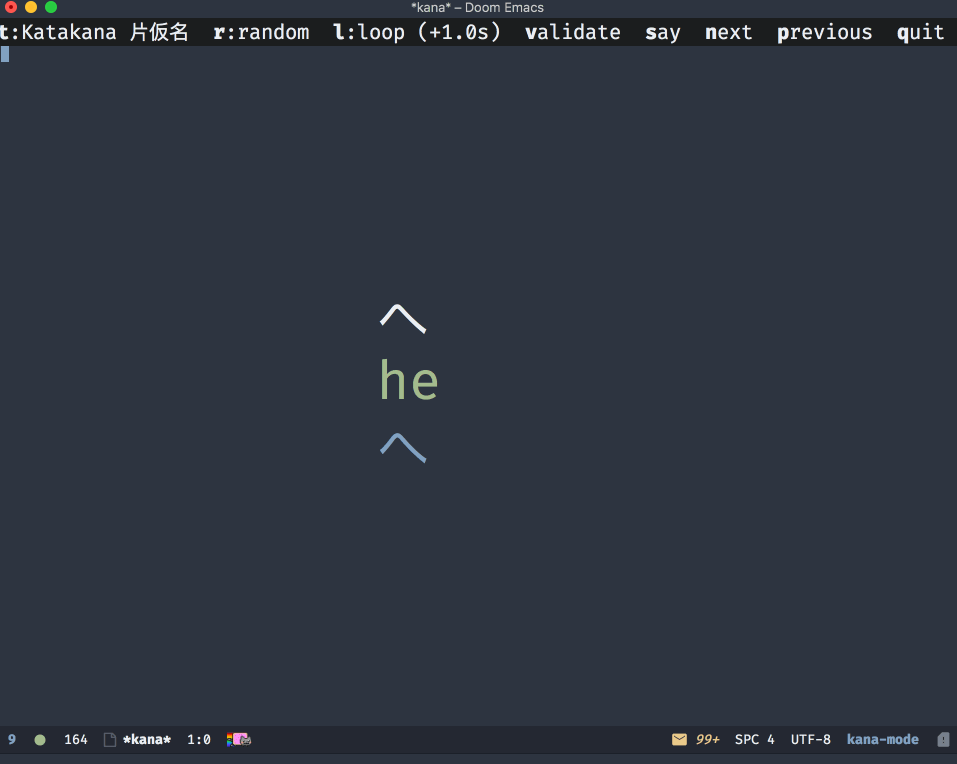 *kana* – Doom Emacs
t:Katakana 片仮名 r:random l:loop (+1.0s) validate say next previous quit
へ
he
ヘ
9 164 *kana* 1:0 99+ SPC 4 UTF-8 kana-mode